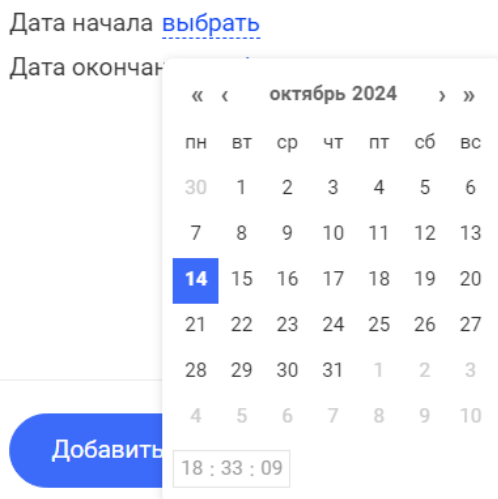 Дата начала выбрать
Дата окончан
« ‹ октябрь 2024 › »
пн вт ср чт пт сб вс
30 1 2 3 4 5 6
7 8 9 10 11 12 13
14 15 16 17 18 19 20
21 22 23 24 25 26 27
28 29 30 31 1 2 3
4 5 6 7 8 9 10
Добавить
18 : 33 : 09